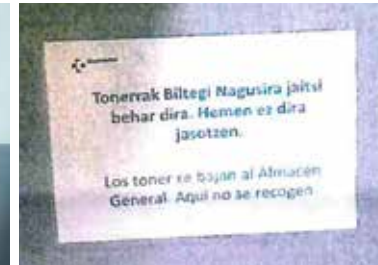 Tonerrak Biltegi Nagusira jaitsi
behar dira. Hemen ez dira
jasotzen.
Los toner se bajan al Almacén
General. Aquí no se recogen